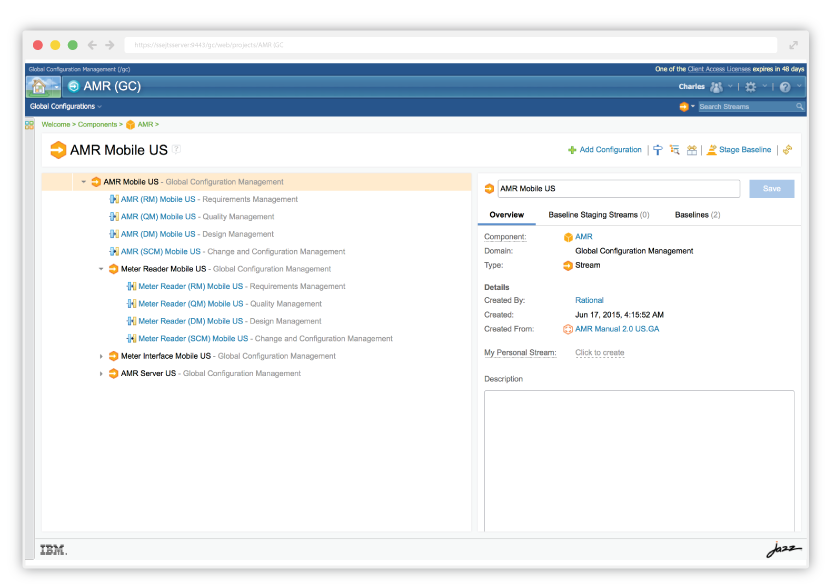 https://ssejtsserver:9443/gc/web/projects/AMR (GC
Global Configuration Management (/gc)
One of the Client Access Licenses expires in 48 days
AMR (GC)
Charles
Global Configurations
Search Streams
Welcome > Components > AMR >
AMR Mobile US
Add Configuration
Stage Baseline
AMR Mobile US - Global Configuration Management
AMR (RM) Mobile US - Requirements Management
AMR (QM) Mobile US - Quality Management
AMR (DM) Mobile US - Design Management
AMR (SCM) Mobile US - Change and Configuration Management
Meter Reader Mobile US - Global Configuration Management
Meter Reader (RM) Mobile US - Requirements Management
Meter Reader (QM) Mobile US - Quality Management
Meter Reader (DM) Mobile US - Design Management
Meter Reader (SCM) Mobile US - Change and Configuration Management
Meter Interface Mobile US - Global Configuration Management
AMR Server US - Global Configuration Management
AMR Mobile US
Save
Overview
Baseline Staging Streams (0)
Baselines (2)
Component: AMR
Domain: Global Configuration Management
Type: Stream
Details
Created By: Rational
Created: Jun 17, 2015, 4:15:52 AM
Created From: AMR Manual 2.0 US.GA
My Personal Stream: Click to create
Description
IBM.
jazz